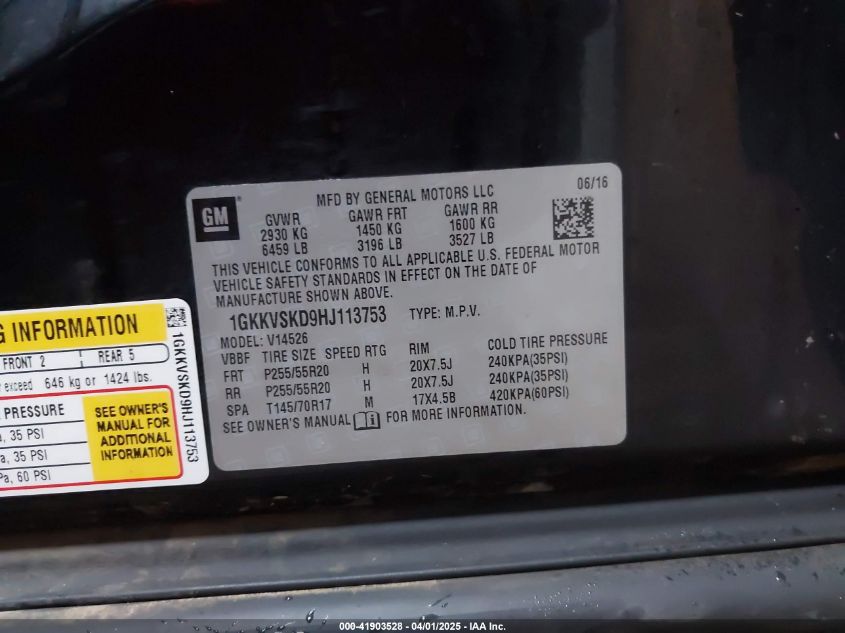 GM
MFD BY GENERAL MOTORS LLC
06/16
GVWR GAWR FRT GAWR RR
2930 KG 1450 KG 1600 KG
6459 LB 3196 LB 3527 LB
THIS VEHICLE CONFORMS TO ALL APPLICABLE U.S. FEDERAL MOTOR
VEHICLE SAFETY STANDARDS IN EFFECT ON THE DATE OF
MANUFACTURE SHOWN ABOVE.
1GKKVSKD9HJ113753 TYPE: M.P.V.
MODEL: V14526
VBBF TIRE SIZE SPEED RTG RIM COLD TIRE PRESSURE
FRT P255/55R20 H 20X7.5J 240KPA(35PSI)
RR P255/55R20 H 20X7.5J 240KPA(35PSI)
SPA T145/70R17 M 17X4.5B 420KPA(60PSI)
SEE OWNER'S MANUAL FOR MORE INFORMATION.
G INFORMATION
FRONT 2 REAR 5
exceed 646 kg or 1424 lbs.
PRESSURE
, 35 PSI
a, 35 PSI
Pa, 60 PSI
SEE OWNER'S
MANUAL FOR
ADDITIONAL
INFORMATION
1GKKVSKD9HJ113753
000-41903528 - 04/01/2025 - IAA Inc.